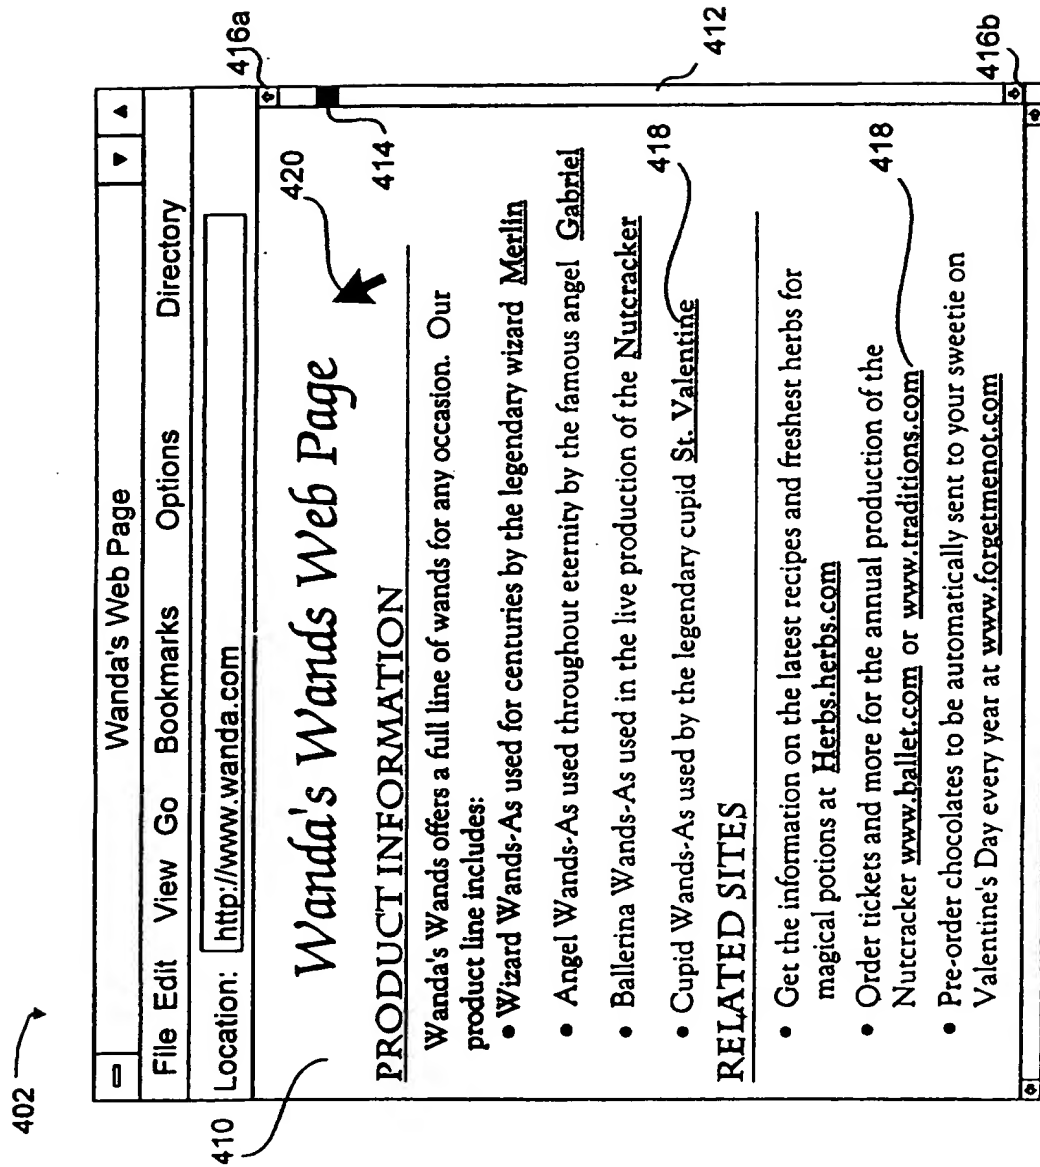 402
Wanda's Web Page
File Edit View Go Bookmarks Options Directory
Location: http://www.wanda.com
410
416a
Wanda's Wands Web Page
420
414
PRODUCT INFORMATION
Wanda's Wands offers a full line of wands for any occasion. Our
product line includes:
• Wizard Wands-As used for centuries by the legendary wizard Merlin
• Angel Wands-As used throughout eternity by the famous angel Gabriel
• Ballerina Wands-As used in the live production of the Nutcracker
• Cupid Wands-As used by the legendary cupid St. Valentine
412
418
RELATED SITES
• Get the information on the latest recipes and freshest herbs for
magical potions at Herbs.herbs.com
• Order tickets and more for the annual production of the
Nutcracker www.ballet.com or www.traditions.com
418
• Pre-order chocolates to be automatically sent to your sweetie on
Valentine's Day every year at www.forgetmenot.com
416b